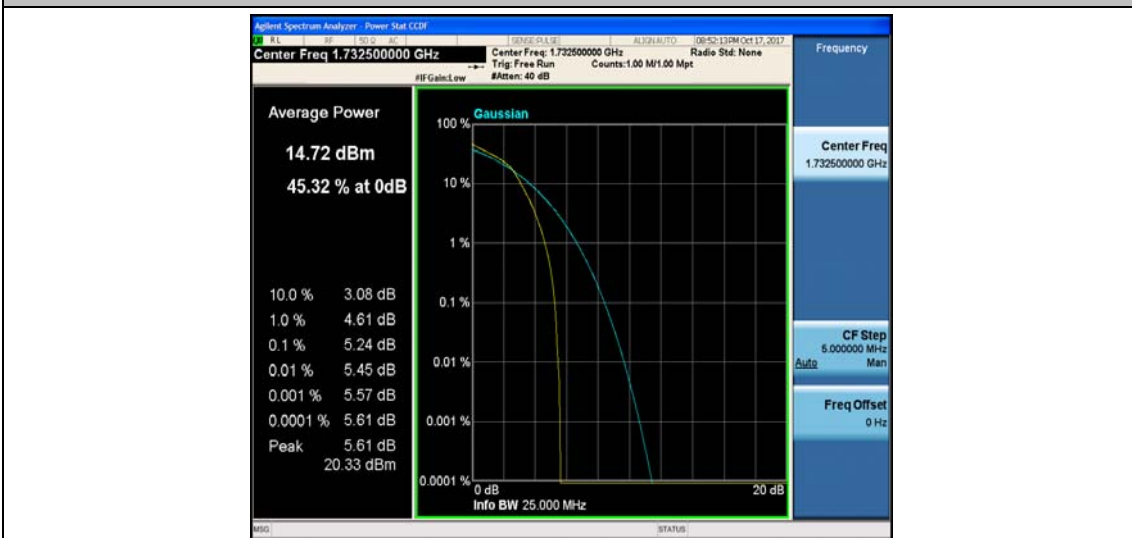 Agilent Spectrum Analyzer - Power Stat CCDF
RL RF 50 Ω AC SENSE:PULSE ALIGN AUTO 08:52:13 PM Oct 17, 2017
Center Freq 1.732500000 GHz
Center Freq: 1.732500000 GHz Radio Std: None
Trig: Free Run Counts:1.00 M/1.00 Mpt
#IFGain:Low #Atten: 40 dB
Frequency
Average Power
14.72 dBm
45.32 % at 0dB
10.0 % 3.08 dB
1.0 % 4.61 dB
0.1 % 5.24 dB
0.01 % 5.45 dB
0.001 % 5.57 dB
0.0001 % 5.61 dB
Peak 5.61 dB
20.33 dBm
Gaussian
100 %
10 %
1 %
0.1 %
0.01 %
0.001 %
0.0001 %
0 dB 20 dB
Info BW 25.000 MHz
Center Freq
1.732500000 GHz
CF Step
5.000000 MHz
Auto Man
Freq Offset
0 Hz
MSG STATUS